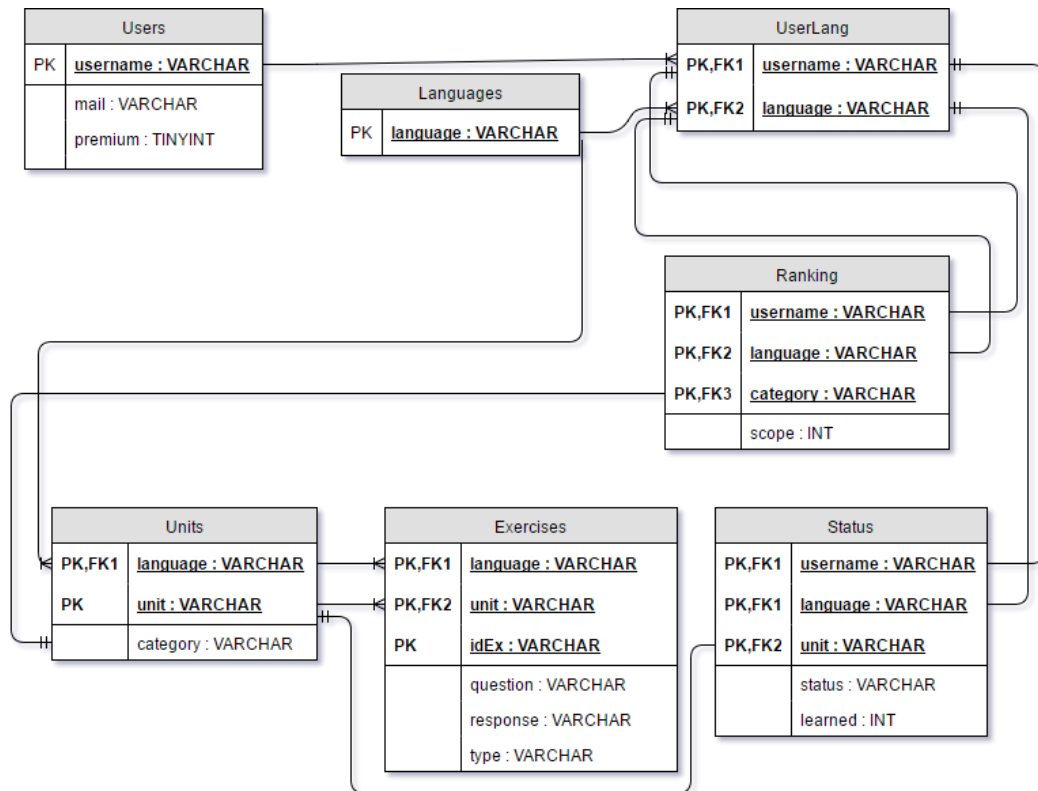 Users
PK username : VARCHAR
mail : VARCHAR
premium : TINYINT
Languages
PK language : VARCHAR
UserLang
PK,FK1 username : VARCHAR
PK,FK2 language : VARCHAR
Ranking
PK,FK1 username : VARCHAR
PK,FK2 language : VARCHAR
PK,FK3 category : VARCHAR
scope : INT
Units
PK,FK1 language : VARCHAR
PK unit : VARCHAR
category : VARCHAR
Exercises
PK,FK1 language : VARCHAR
PK,FK2 unit : VARCHAR
PK idEx : VARCHAR
question : VARCHAR
response : VARCHAR
type : VARCHAR
Status
PK,FK1 username : VARCHAR
PK,FK1 language : VARCHAR
PK,FK2 unit : VARCHAR
status : VARCHAR
learned : INT